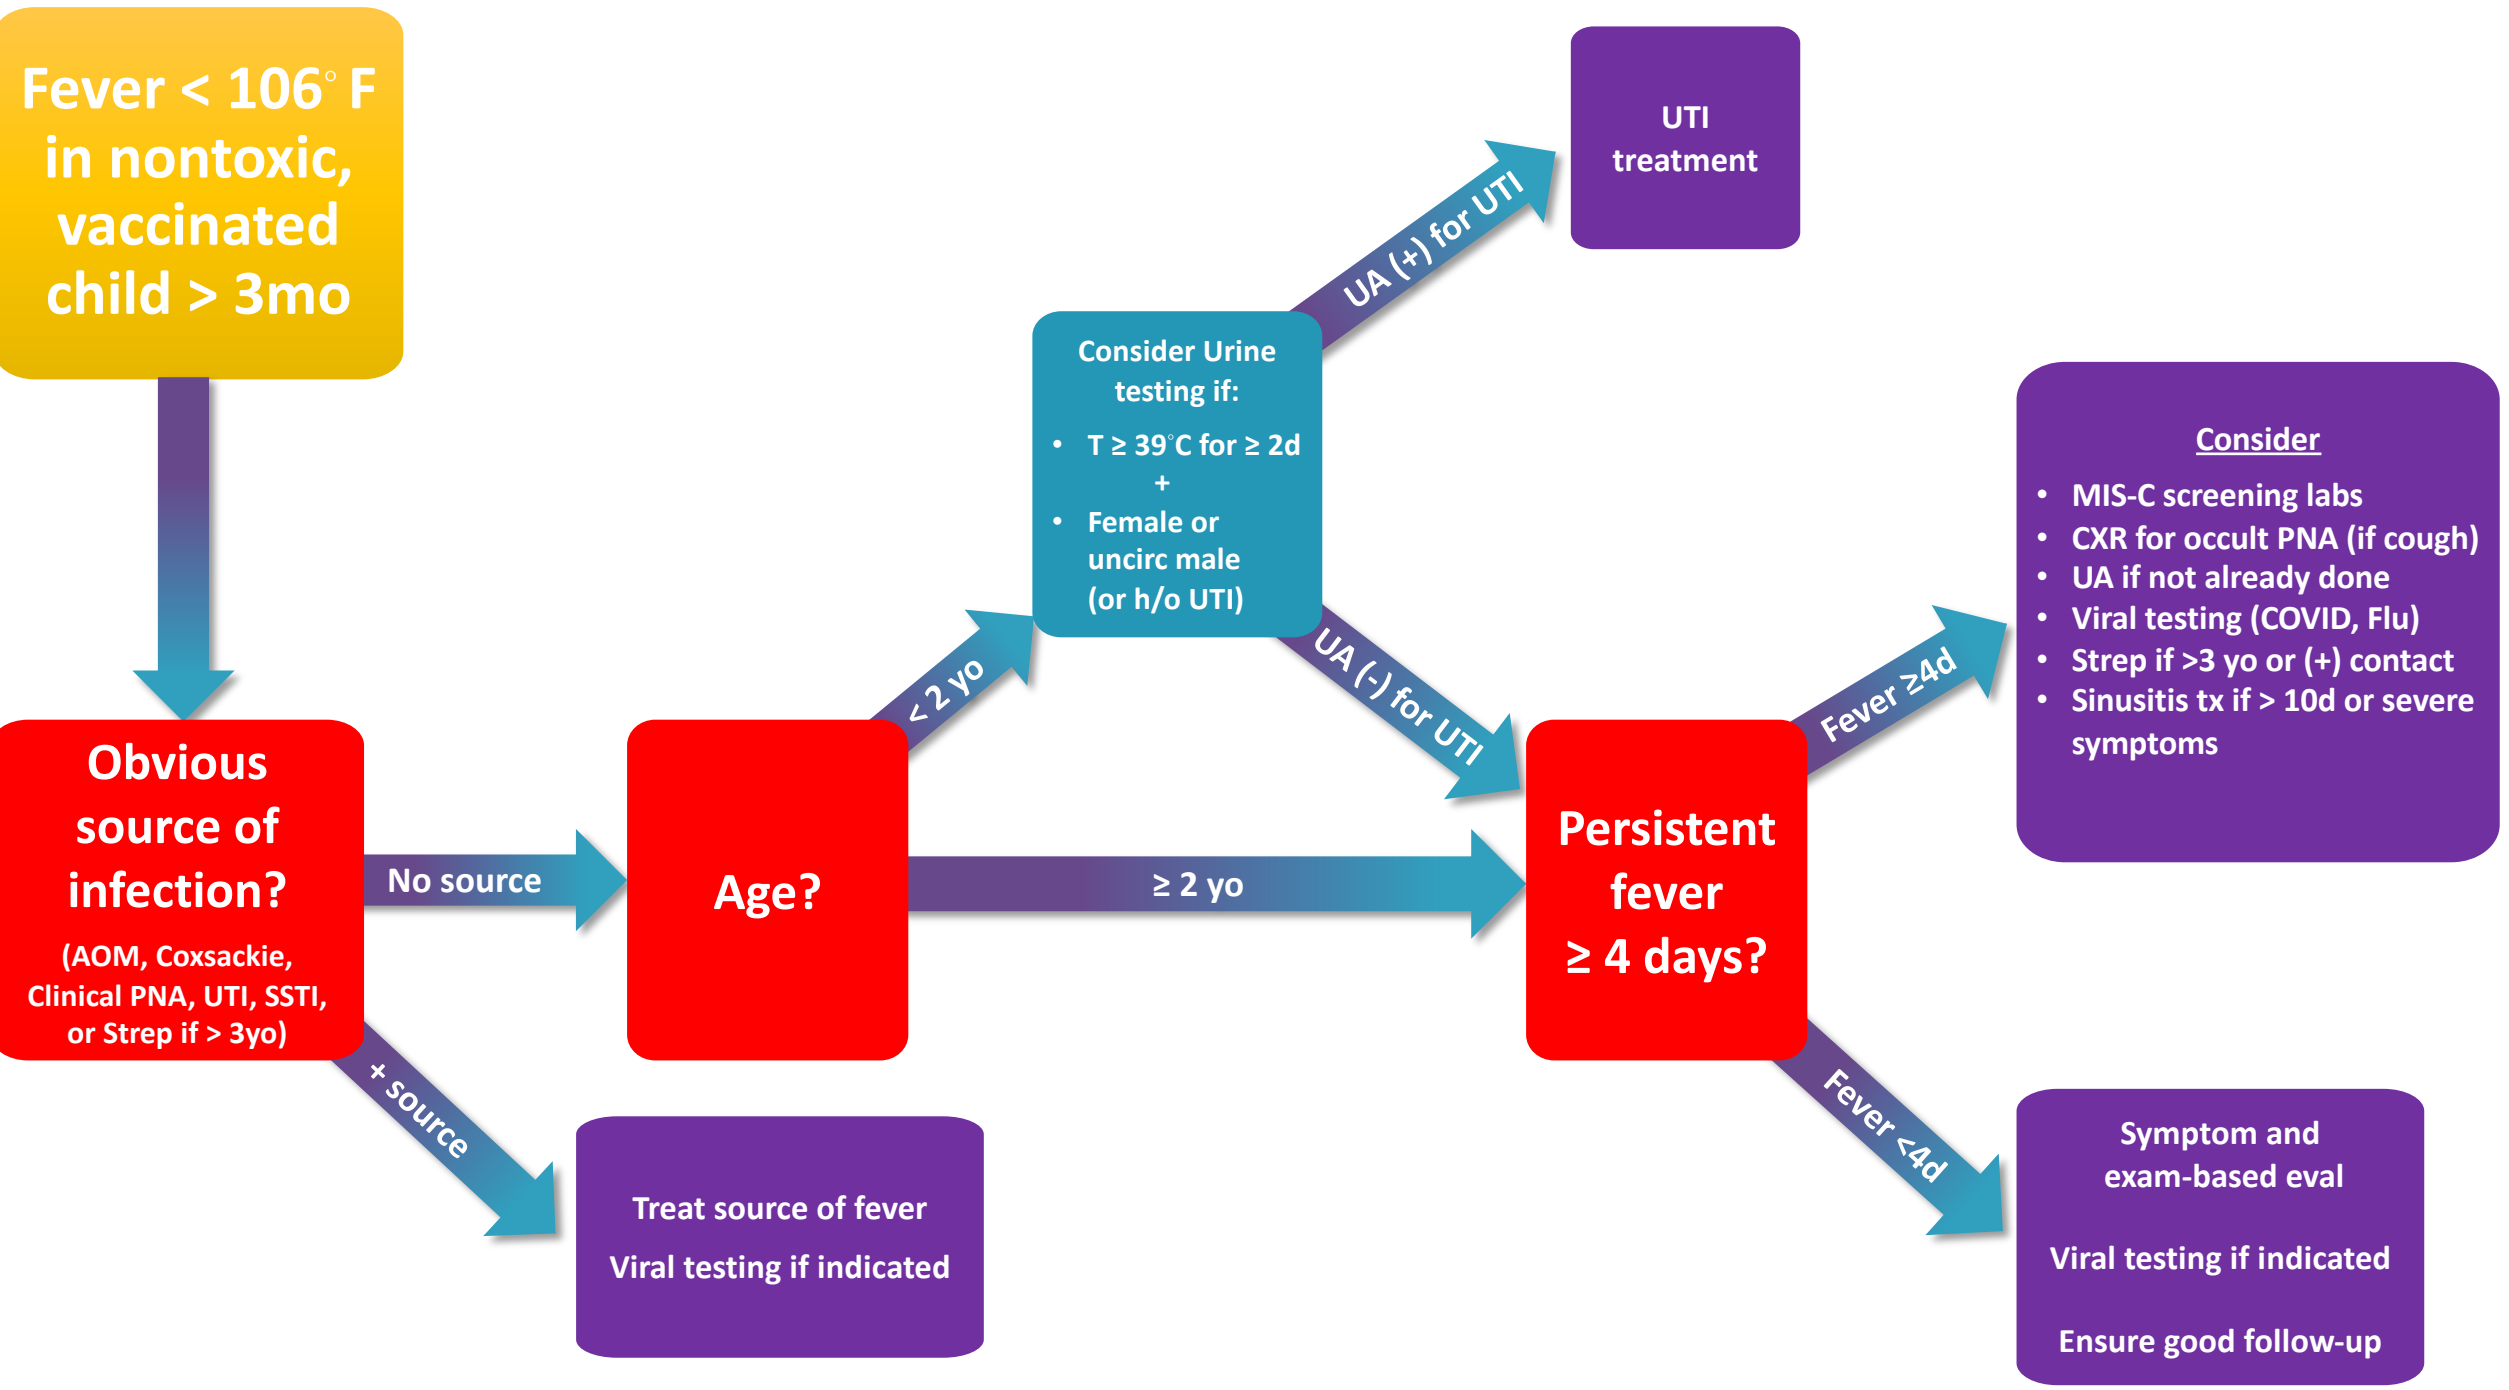 Fever < 106° F
in nontoxic,
vaccinated
child > 3mo
Obvious
source of
infection?
(AOM, Coxsackie,
Clinical PNA, UTI, SSTI,
or Strep if > 3yo)
No source
+ source
Treat source of fever
Viral testing if indicated
Age?
< 2 yo
≥ 2 yo
Consider Urine
testing if:
• T ≥ 39°C for ≥ 2d
+
• Female or
uncirc male
(or h/o UTI)
UA (+) for UTI
UTI
treatment
UA (-) for UTI
Persistent
fever
≥ 4 days?
Fever ≥4d
Consider
• MIS-C screening labs
• CXR for occult PNA (if cough)
• UA if not already done
• Viral testing (COVID, Flu)
• Strep if >3 yo or (+) contact
• Sinusitis tx if > 10d or severe
symptoms
Fever <4d
Symptom and
exam-based eval
Viral testing if indicated
Ensure good follow-up